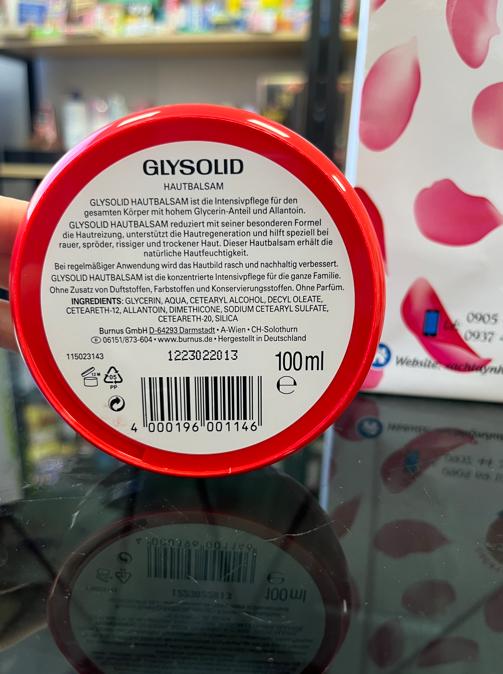 GLYSOLID
HAUTBALSAM
GLYSOLID HAUTBALSAM ist die Intensivpflege für den
gesamten Körper mit hohem Glycerin-Anteil und Allantoin.
GLYSOLID HAUTBALSAM reduziert mit seiner besonderen Formel
die Hautreizung, unterstützt die Hautregeneration und hilft speziell bei
rauer, spröder, rissiger und trockener Haut. Dieser Hautbalsam erhält die
natürliche Hautfeuchtigkeit.
Bei regelmäßiger Anwendung wird das Hautbild rasch und nachhaltig verbessert.
GLYSOLID HAUTBALSAM ist die konzentrierte Intensivpflege für die ganze Familie.
Ohne Zusatz von Duftstoffen, Farbstoffen und Konservierungsstoffen. Ohne Parfüm.
INGREDIENTS: GLYCERIN, AQUA, CETEARYL ALCOHOL, DECYL OLEATE,
CETEARETH-12, ALLANTOIN, DIMETHICONE, SODIUM CETEARYL SULFATE,
CETEARETH-20, SILICA
Burnus GmbH D-64293 Darmstadt • A-Wien • CH-Solothurn
06151/873-604 • www.burnus.de • Hergestellt in Deutschland
115023143
1223022013
100 ml
12 M
05
PP
e
4 000196 001146
0905
0937
Website: